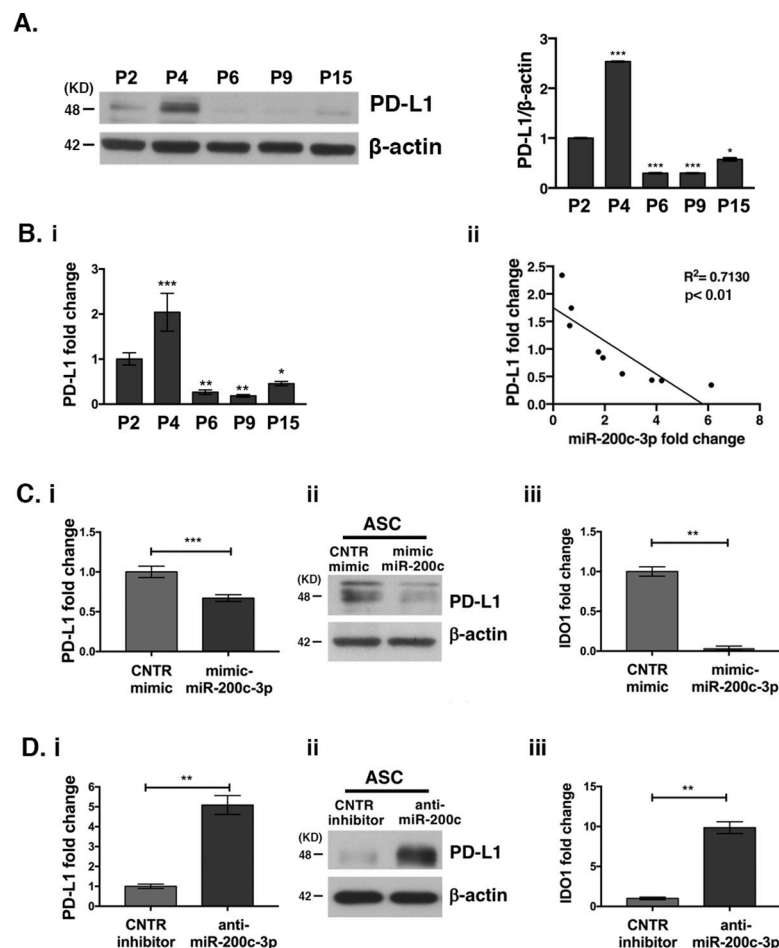 A.
P2 P4 P6 P9 P15
(KD)
48
PD-L1
42
β-actin
PD-L1/β-actin
3
2
1
0
***
***
***
*
P2 P4 P6 P9 P15
B. i
PD-L1 fold change
3
2
1
0
***
**
**
*
P2 P4 P6 P9 P15
ii
PD-L1 fold change
2.5
2.0
1.5
1.0
0.5
0.0
R²= 0.7130
p< 0.01
0 2 4 6 8
miR-200c-3p fold change
C. i
PD-L1 fold change
1.5
1.0
0.5
0.0
***
CNTR mimic-
mimic miR-200c-3p
ii
ASC
CNTR mimic
mimic miR-200c
(KD)
48
PD-L1
42
β-actin
iii
IDO1 fold change
1.5
1.0
0.5
0.0
**
CNTR mimic-
mimic miR-200c-3p
D. i
PD-L1 fold change
6
5
4
3
2
1
0
**
CNTR anti-
inhibitor miR-200c-3p
ii
ASC
CNTR anti-
inhibitor miR-200c
(KD)
48
PD-L1
42
β-actin
iii
IDO1 fold change
15
10
5
0
**
CNTR anti-
inhibitor miR-200c-3p